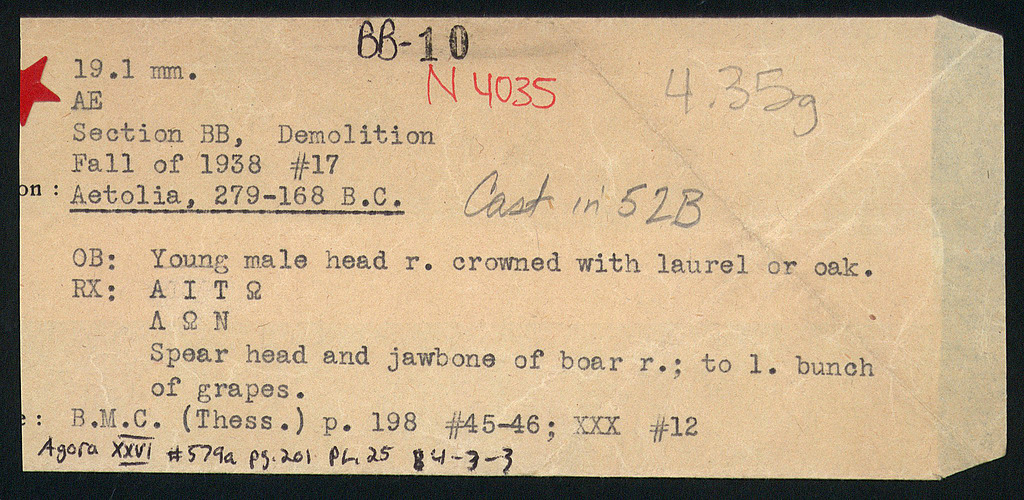 BB-10
19.1 mm.
N 4035
4.35g
AE
Section BB, Demolition
Fall of 1938 #17
on: Aetolia, 279-168 B.C.
Cast in 52B
OB: Young male head r. crowned with laurel or oak.
RX: Α Ι Τ Ω
Λ Ω Ν
Spear head and jawbone of boar r.; to l. bunch
of grapes.
e: B.M.C. (Thess.) p. 198 #45-46; XXX #12
Agora XXVI #579a pg. 201 PL. 25 84-3-3